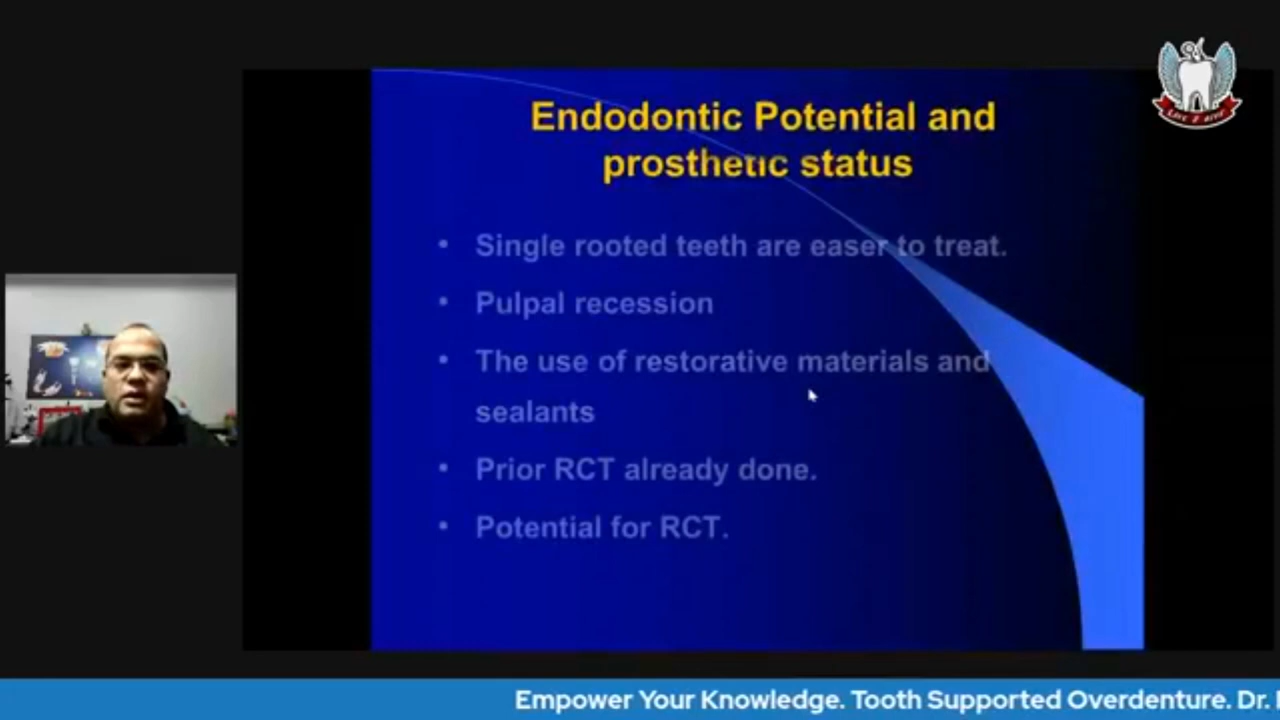 Endodontic Potential and
prosthetic status
• Single rooted teeth are easer to treat.
• Pulpal recession
• The use of restorative materials and
sealants
• Prior RCT already done.
• Potential for RCT.
Empower Your Knowledge. Tooth Supported Overdenture. Dr.